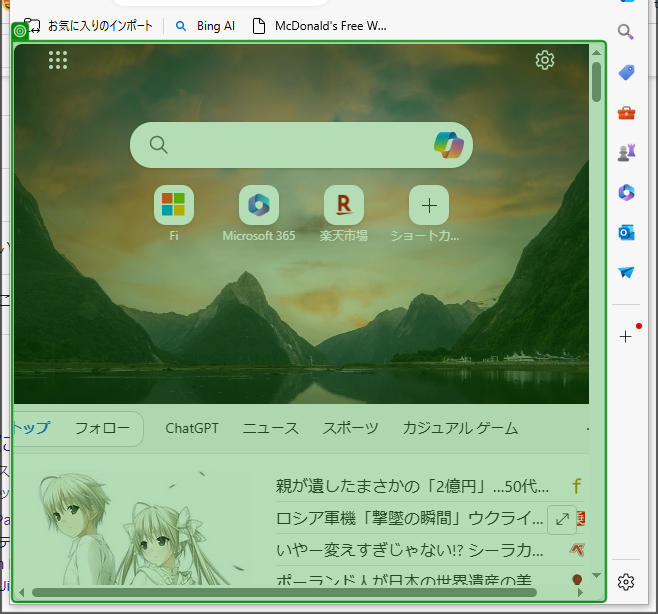 お気に入りのインポート
Bing AI
McDonald's Free W...
Fi
Microsoft 365
R
楽天市場
ショートカ...
トップ
フォロー
ChatGPT
ニュース
スポーツ
カジュアル ゲーム
親が遺したまさかの「2億円」...50代...
ロシア軍機「撃墜の瞬間」ウクライ...
いやー変えすぎじゃない!? シーラカ...
ポーランド人が日本の世界遺産の美